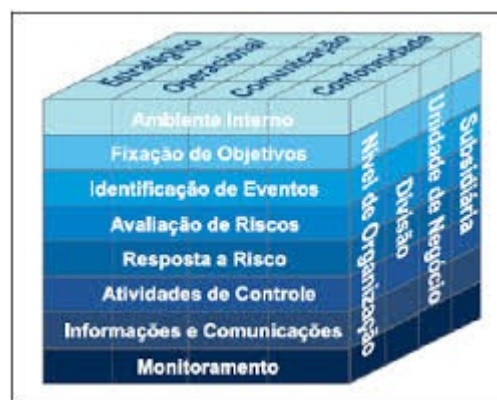 Estratégico
Operacional
Comunicação
Conformidade
Ambiente Interno
Fixação de Objetivos
Identificação de Eventos
Avaliação de Riscos
Resposta a Risco
Atividades de Controle
Informações e Comunicações
Monitoramento
Nível de Organização
Divisão
Unidade de Negócio
Subsidiária